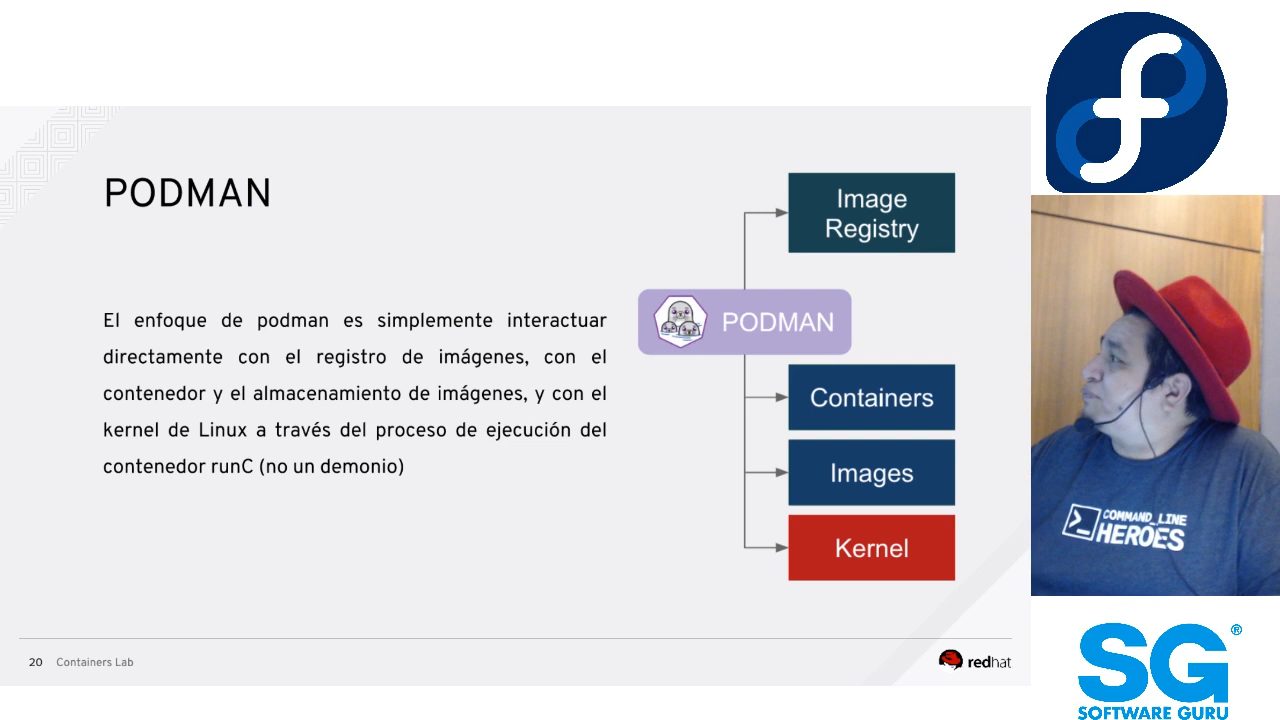 PODMAN
El enfoque de podman es simplemente interactuar
directamente con el registro de imágenes, con el
contenedor y el almacenamiento de imágenes, y con el
kernel de Linux a través del proceso de ejecución del
contenedor runC (no un demonio)
Image
Registry
PODMAN
Containers
Images
Kernel
20 Containers Lab
redhat
COMMAND_LINE
HEROES
SG®
SOFTWARE GURU